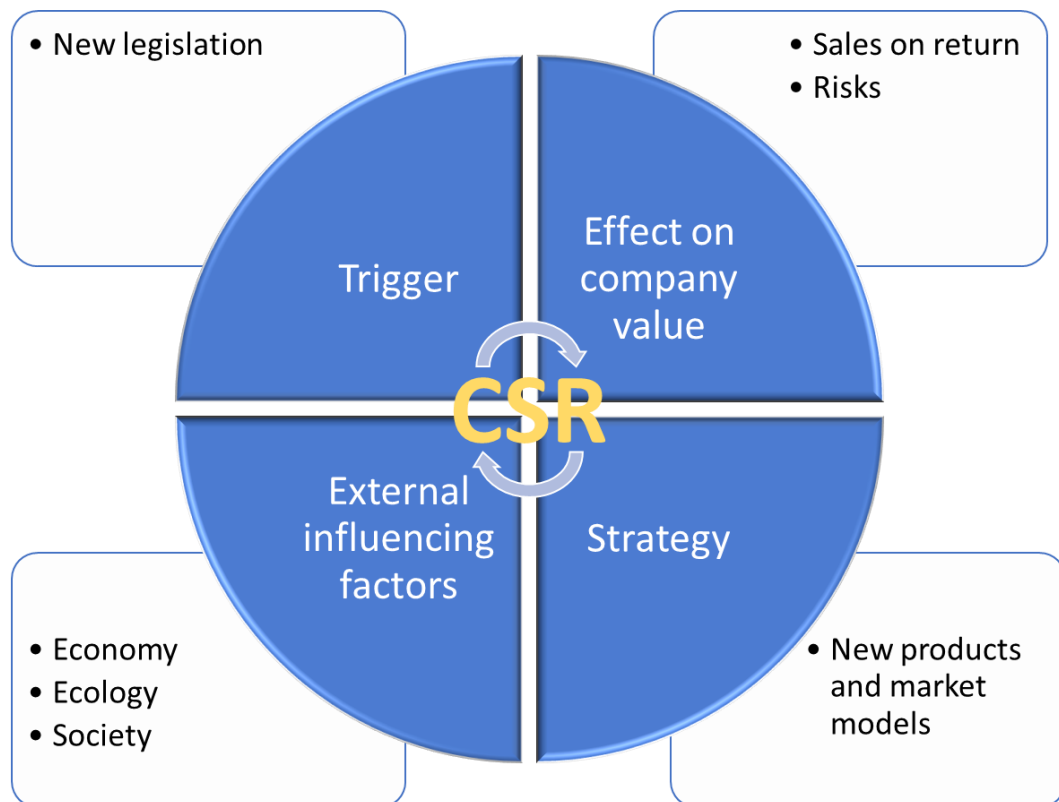 • New legislation
• Sales on return
• Risks
Trigger
Effect on
company
value
CSR
External
influencing
factors
Strategy
• Economy
• Ecology
• Society
• New products
and market
models